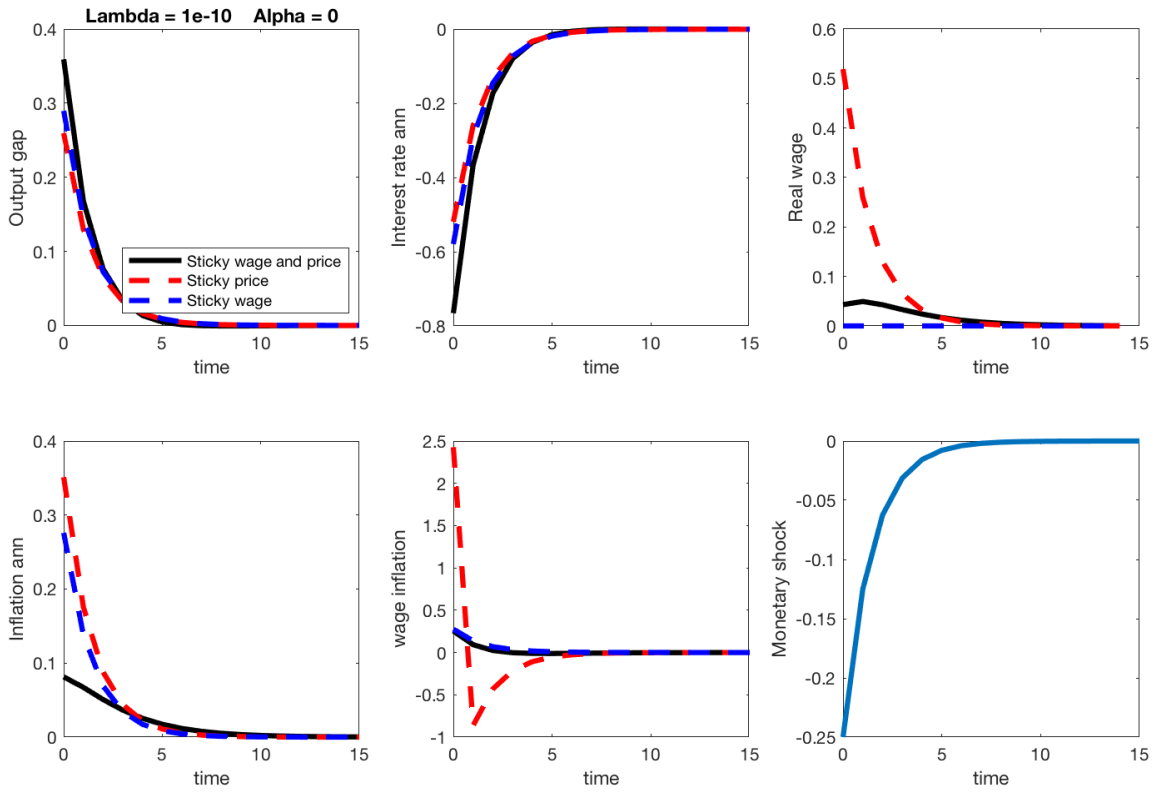 Lambda = 1e-10    Alpha = 0
Output gap
0.4
0.3
0.2
0.1
0
0 5 10 15
time
Sticky wage and price
Sticky price
Sticky wage
Interest rate ann
0
-0.2
-0.4
-0.6
-0.8
0 5 10 15
time
Real wage
0.6
0.5
0.4
0.3
0.2
0.1
0
0 5 10 15
time
Inflation ann
0.4
0.3
0.2
0.1
0
0 5 10 15
time
wage inflation
2.5
2
1.5
1
0.5
0
-0.5
-1
0 5 10 15
time
Monetary shock
0
-0.05
-0.1
-0.15
-0.2
-0.25
0 5 10 15
time